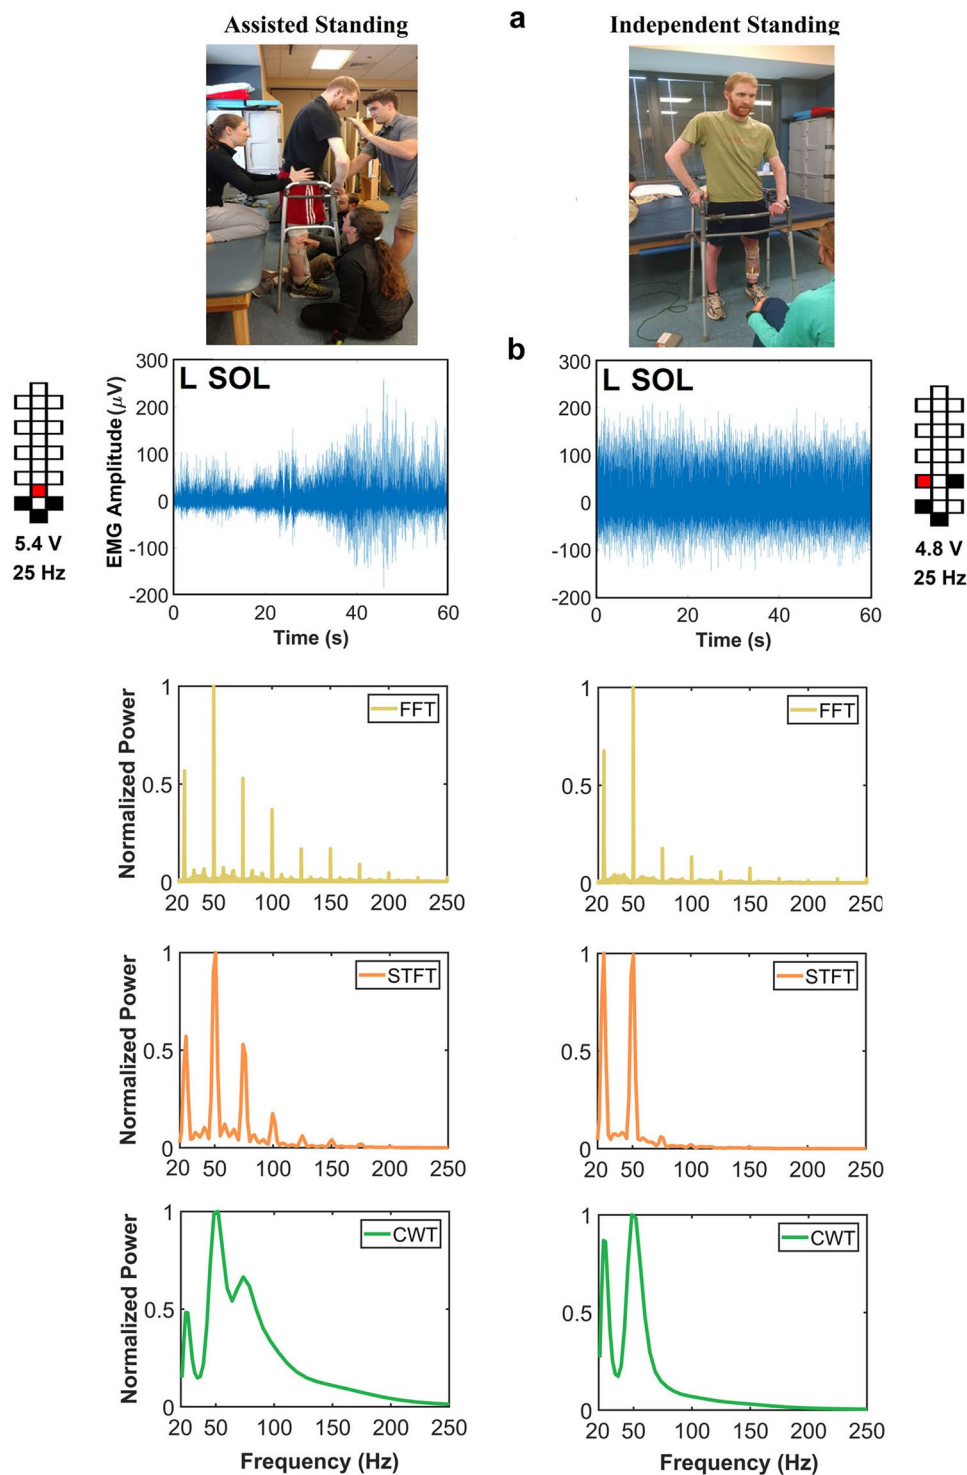 Assisted Standing
a
Independent Standing
b
300
200
100
0
-100
-200
EMG Amplitude (μV)
L SOL
0 20 40 60
Time (s)
5.4 V
25 Hz
300
200
100
0
-100
-200
L SOL
0 20 40 60
Time (s)
4.8 V
25 Hz
1
0.5
0
Normalized Power
FFT
20 50 100 150 200 250
1
0.5
0
FFT
20 50 100 150 200 250
1
0.5
0
Normalized Power
STFT
20 50 100 150 200 250
1
0.5
0
STFT
20 50 100 150 200 250
1
0.5
0
Normalized Power
CWT
20 50 100 150 200 250
Frequency (Hz)
1
0.5
0
CWT
20 50 100 150 200 250
Frequency (Hz)